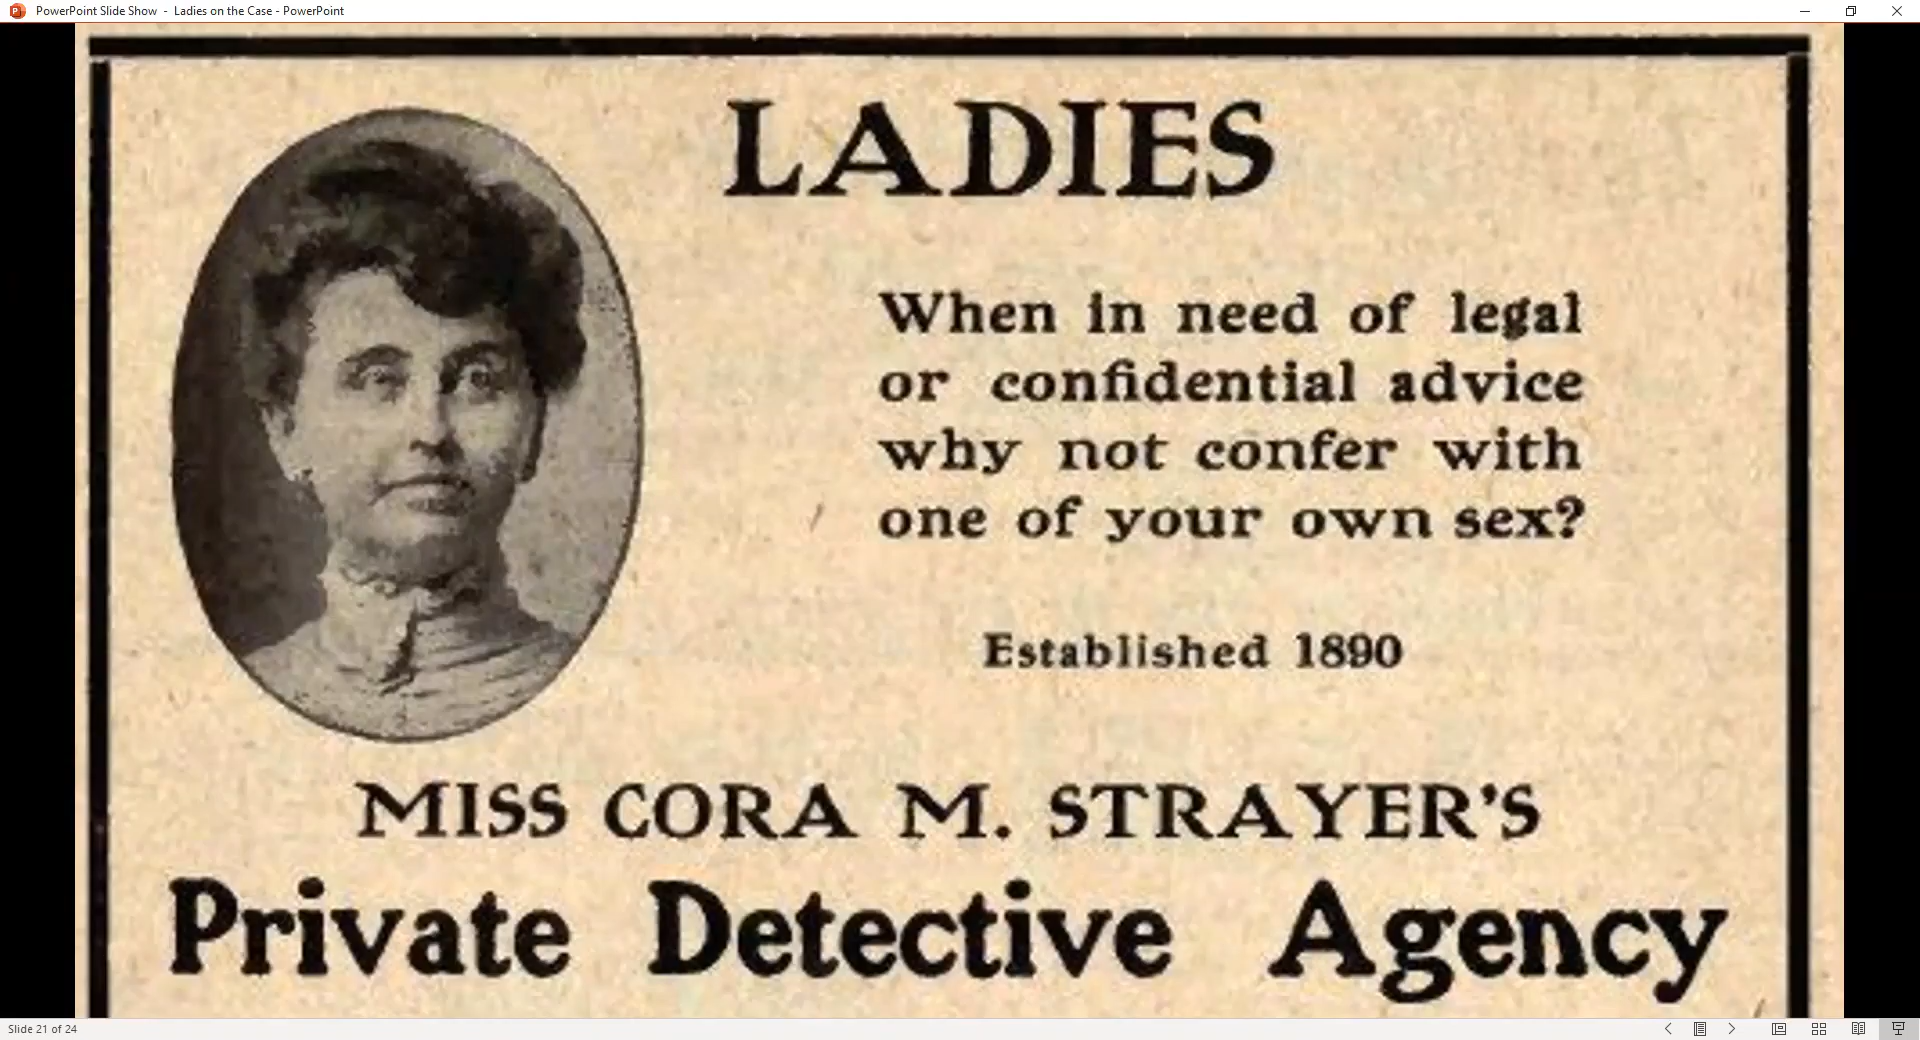 PowerPoint Slide Show - Ladies on the Case - PowerPoint
LADIES
When in need of legal
or confidential advice
why not confer with
one of your own sex?
Established 1890
MISS CORA M. STRAYER'S
Private Detective Agency
Slide 21 of 24